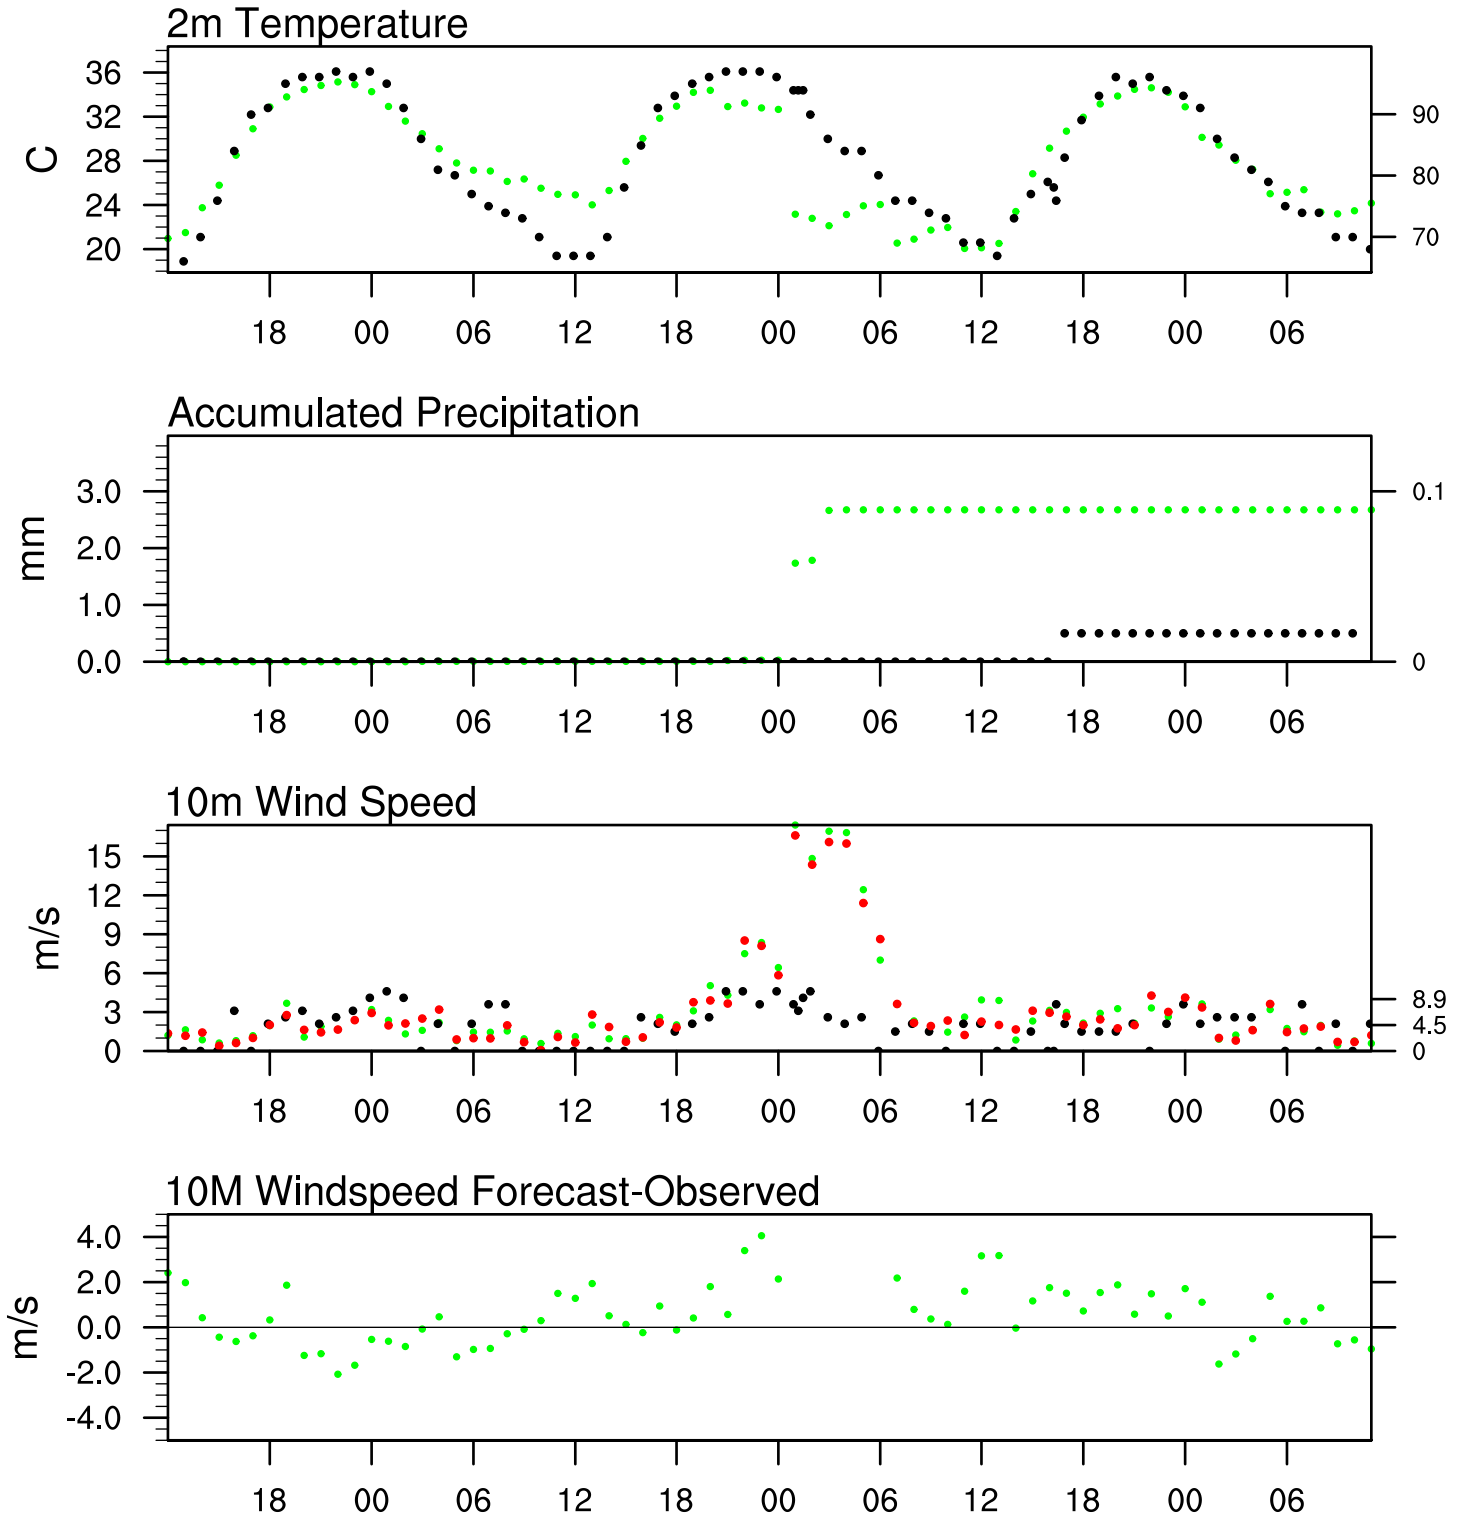 2m Temperature
36
32
28
24
20
C
90
80
70
18 00 06 12 18 00 06 12 18 00 06
Accumulated Precipitation
3.0
2.0
1.0
0.0
mm
0.1
0
18 00 06 12 18 00 06 12 18 00 06
10m Wind Speed
15
12
9
6
3
0
m/s
8.9
4.5
0
18 00 06 12 18 00 06 12 18 00 06
10M Windspeed Forecast-Observed
4.0
2.0
0.0
-2.0
-4.0
m/s
18 00 06 12 18 00 06 12 18 00 06